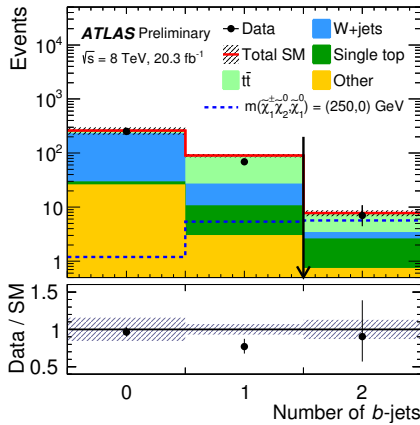 Events
ATLAS Preliminary
√s = 8 TeV, 20.3 fb⁻¹
Data
Total SM
tt̄
W+jets
Single top
Other
m(χ̃₁±χ̃₂⁰,χ̃₁⁰) = (250,0) GeV
10⁴
10³
10²
10
1
Data / SM
1.5
1
0.5
0 1 2
Number of b-jets